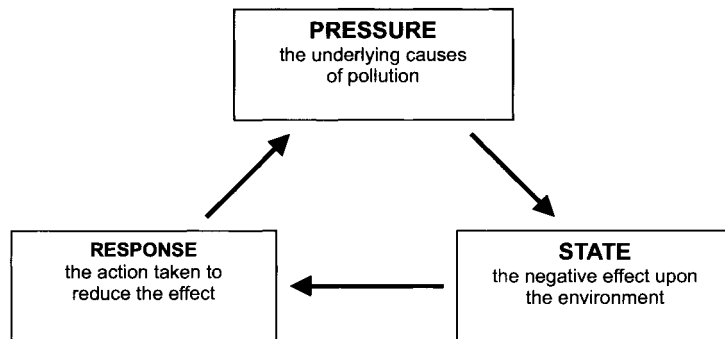 PRESSURE
the underlying causes
of pollution
RESPONSE
the action taken to
reduce the effect
STATE
the negative effect upon
the environment